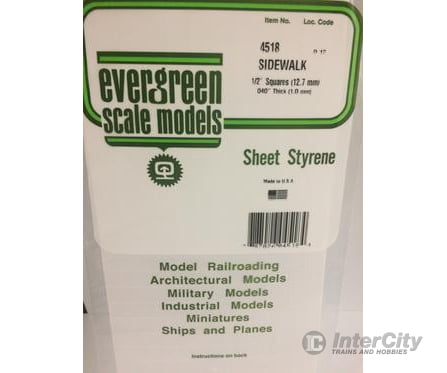 Item No. Loc. Code
4518
SIDEWALK
1/2" Squares (12.7 mm)
.040" Thick (1.0 mm)
evergreen
scale models
Sheet Styrene
Made in U.S.A
Model Railroading
Architectural Models
Military Models
Industrial Models
Miniatures
Ships and Planes
Instructions on back
InterCity
TRAINS AND HOBBIES